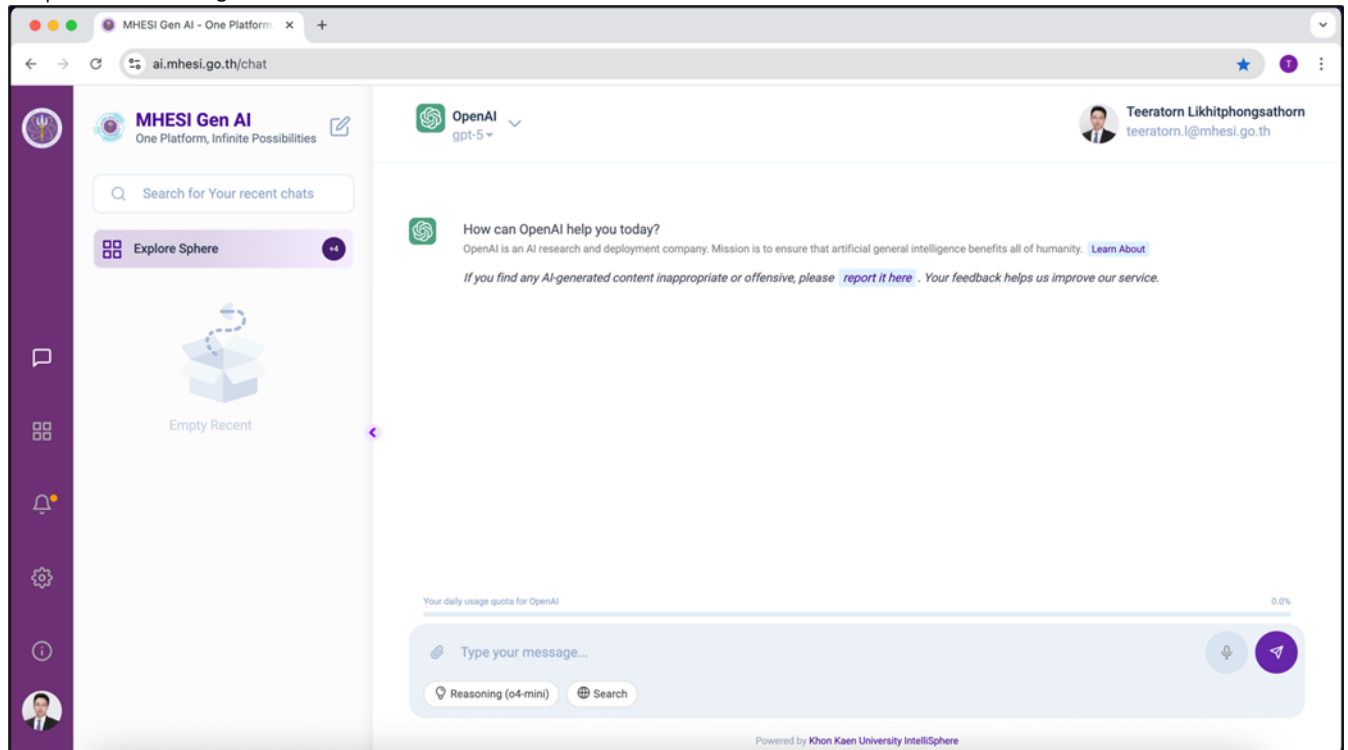 MHESI Gen AI - One Platform,
ai.mhesi.go.th/chat
T
MHESI Gen AI
One Platform, Infinite Possibilities
Search for Your recent chats
Explore Sphere
+4
Empty Recent
OpenAI
gpt-5
Teeratorn Likhitphongsathorn
teeratorn.l@mhesi.go.th
How can OpenAI help you today?
OpenAI is an AI research and deployment company. Mission is to ensure that artificial general intelligence benefits all of humanity. Learn About
If you find any AI-generated content inappropriate or offensive, please report it here . Your feedback helps us improve our service.
Your daily usage quota for OpenAI 0.0%
Type your message...
Reasoning (o4-mini) Search
Powered by Khon Kaen University IntelliSphere